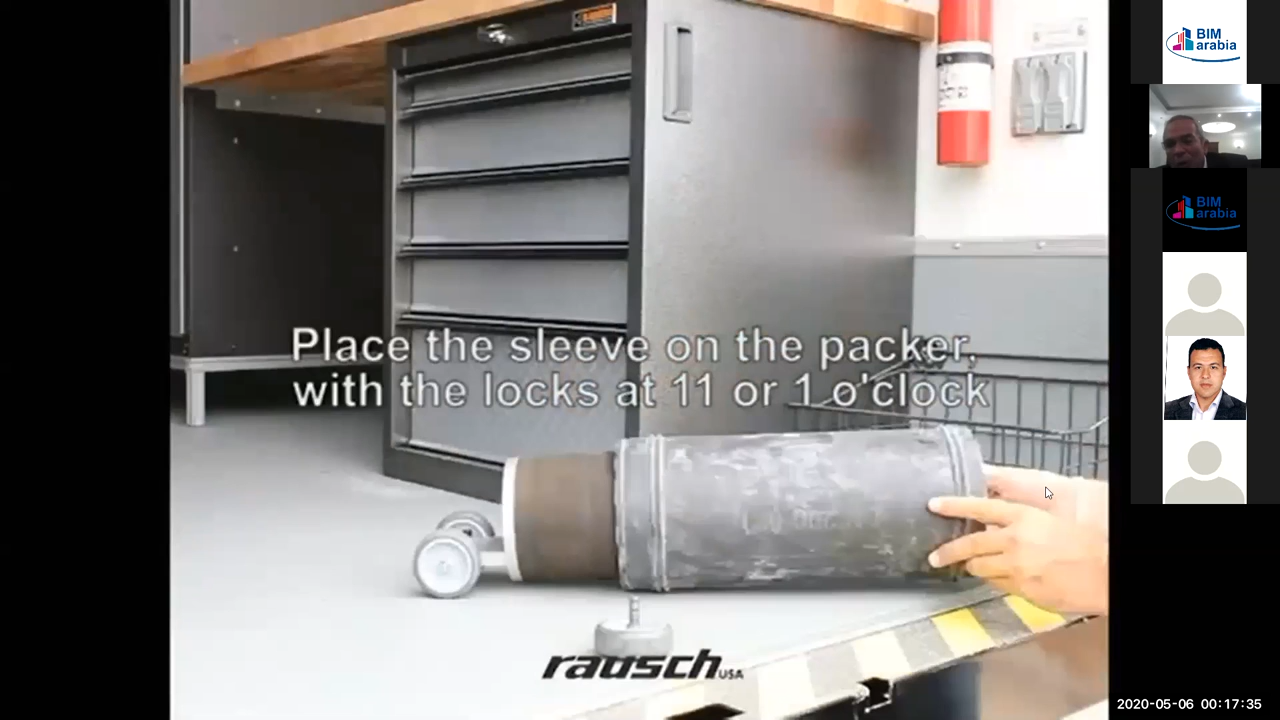 Place the sleeve on the packer,
with the locks at 11 or 1 o'clock
rausch USA
BIM
arabia
BIM
arabia
2020-05-06 00:17:35